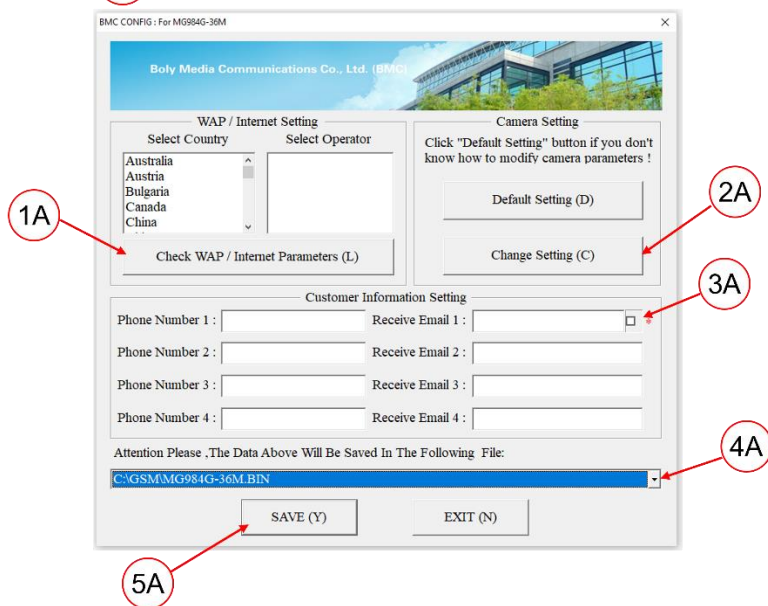 BMC CONFIG : For MG984G-36M
Boly Media Communications Co., Ltd. (BMC)
WAP / Internet Setting
Select Country
Select Operator
Australia
Austria
Bulgaria
Canada
China
Check WAP / Internet Parameters (L)
Camera Setting
Click "Default Setting" button if you don't
know how to modify camera parameters !
Default Setting (D)
Change Setting (C)
1A
2A
3A
Customer Information Setting
Phone Number 1 :
Receive Email 1 :
*
Phone Number 2 :
Receive Email 2 :
Phone Number 3 :
Receive Email 3 :
Phone Number 4 :
Receive Email 4 :
Attention Please ,The Data Above Will Be Saved In The Following File:
C:\GSM\MG984G-36M.BIN
4A
SAVE (Y)
EXIT (N)
5A